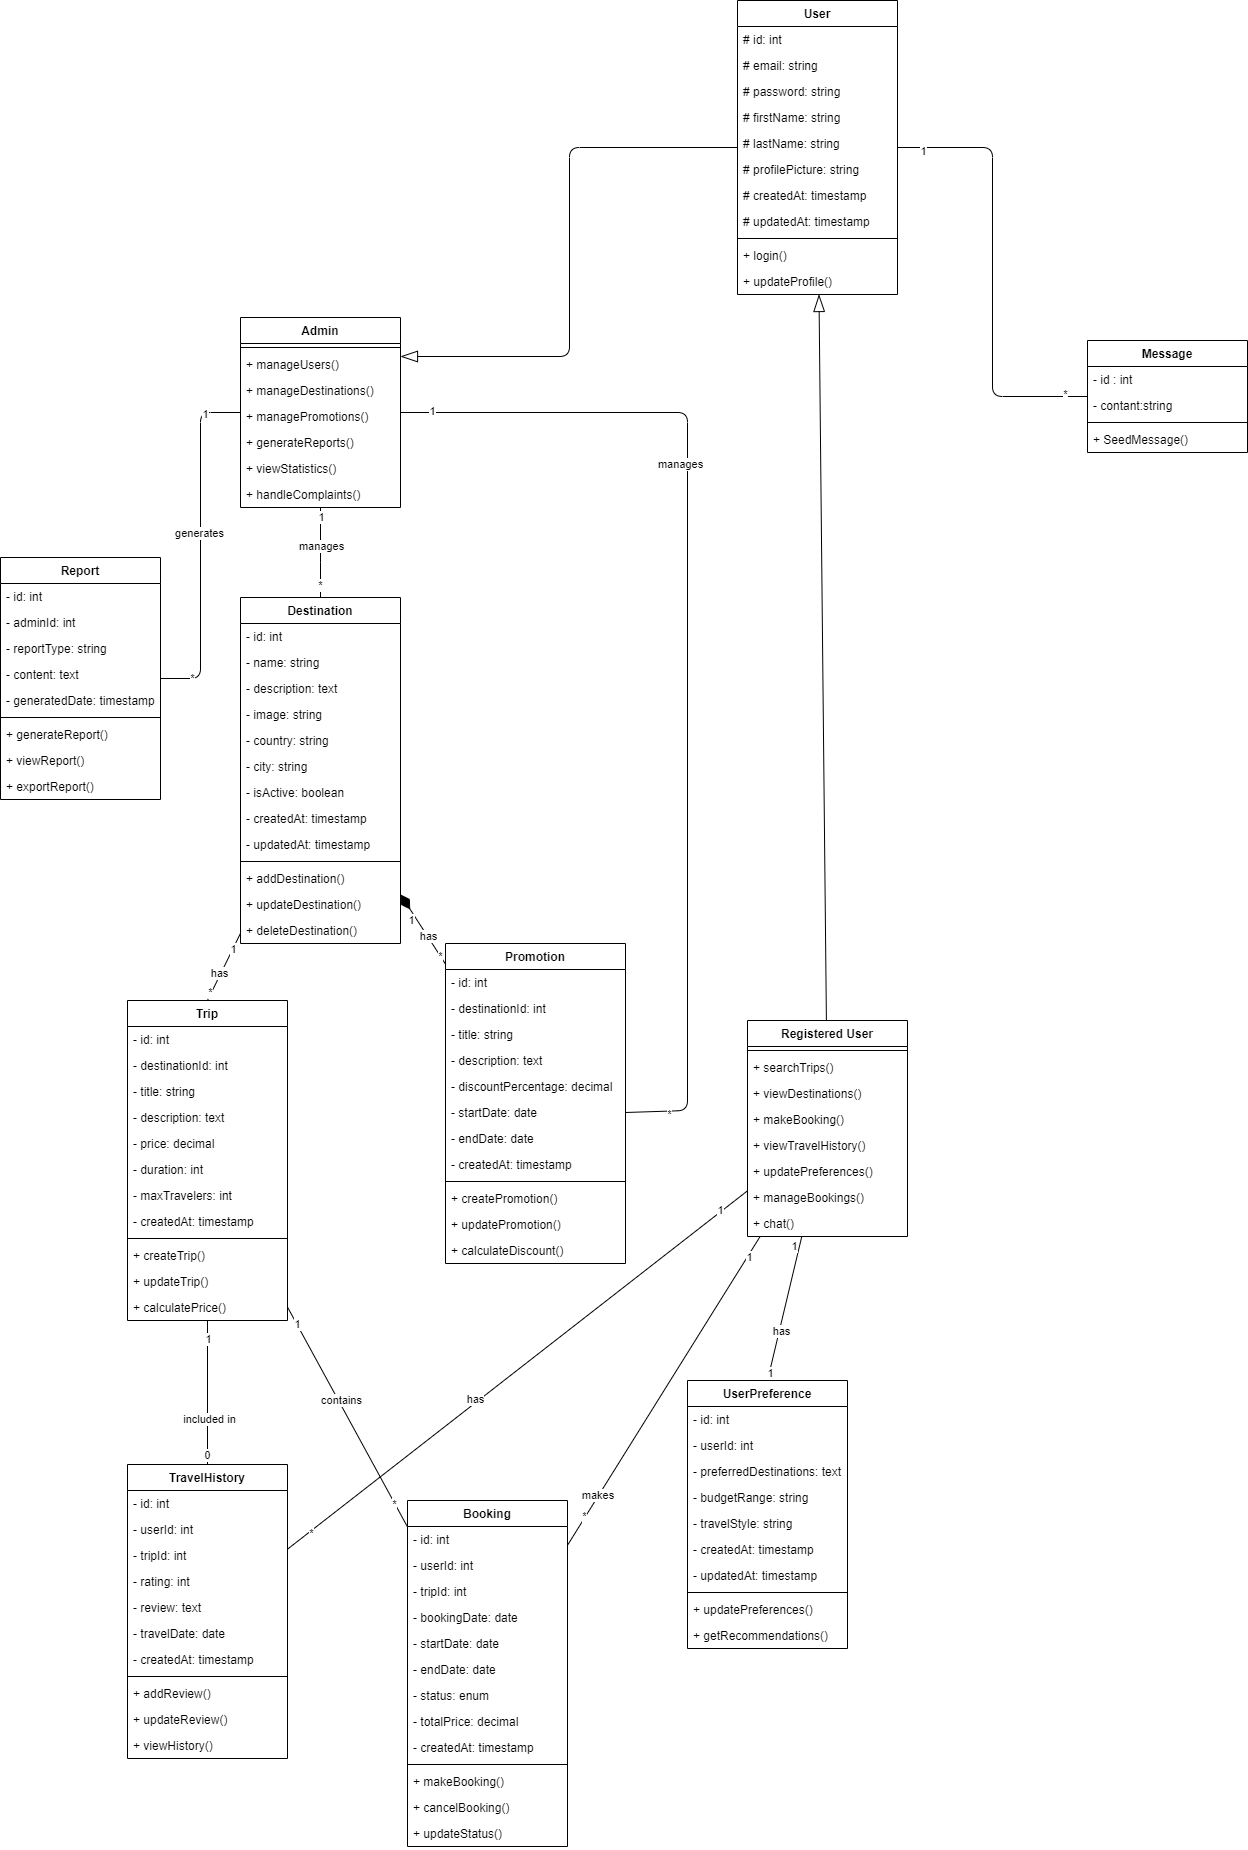 User
# id: int
# email: string
# password: string
# firstName: string
# lastName: string
# profilePicture: string
# createdAt: timestamp
# updatedAt: timestamp
+ login()
+ updateProfile()
1
*
Message
- id : int
- contant:string
+ SeedMessage()
Admin
+ manageUsers()
+ manageDestinations()
+ managePromotions()
+ generateReports()
+ viewStatistics()
+ handleComplaints()
1
generates
*
1
manages
*
1
manages
*
Report
- id: int
- adminId: int
- reportType: string
- content: text
- generatedDate: timestamp
+ generateReport()
+ viewReport()
+ exportReport()
Destination
- id: int
- name: string
- description: text
- image: string
- country: string
- city: string
- isActive: boolean
- createdAt: timestamp
- updatedAt: timestamp
+ addDestination()
+ updateDestination()
+ deleteDestination()
1
has
*
1
has
*
Promotion
- id: int
- destinationId: int
- title: string
- description: text
- discountPercentage: decimal
- startDate: date
- endDate: date
- createdAt: timestamp
+ createPromotion()
+ updatePromotion()
+ calculateDiscount()
Trip
- id: int
- destinationId: int
- title: string
- description: text
- price: decimal
- duration: int
- maxTravelers: int
- createdAt: timestamp
+ createTrip()
+ updateTrip()
+ calculatePrice()
Registered User
+ searchTrips()
+ viewDestinations()
+ makeBooking()
+ viewTravelHistory()
+ updatePreferences()
+ manageBookings()
+ chat()
1
included in
0
1
contains
*
1
has
*
1
makes
*
1
has
1
UserPreference
- id: int
- userId: int
- preferredDestinations: text
- budgetRange: string
- travelStyle: string
- createdAt: timestamp
- updatedAt: timestamp
+ updatePreferences()
+ getRecommendations()
TravelHistory
- id: int
- userId: int
- tripId: int
- rating: int
- review: text
- travelDate: date
- createdAt: timestamp
+ addReview()
+ updateReview()
+ viewHistory()
Booking
- id: int
- userId: int
- tripId: int
- bookingDate: date
- startDate: date
- endDate: date
- status: enum
- totalPrice: decimal
- createdAt: timestamp
+ makeBooking()
+ cancelBooking()
+ updateStatus()